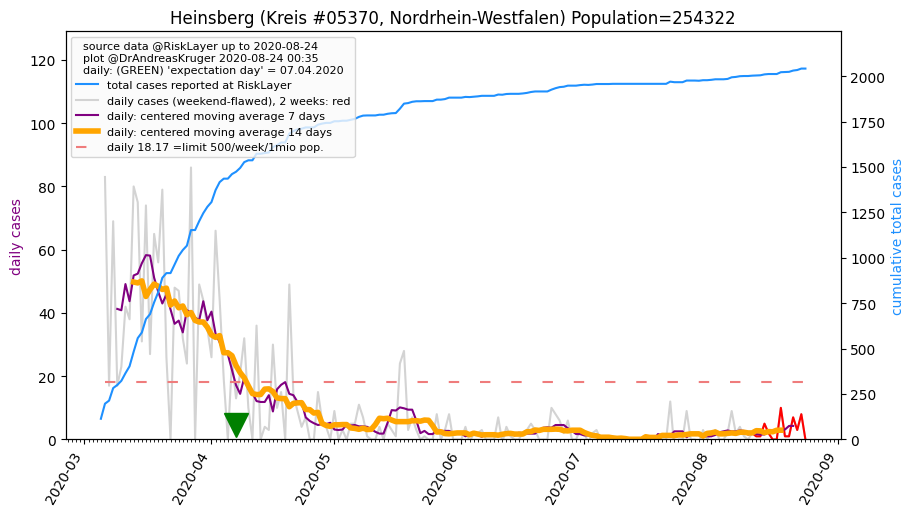 Heinsberg (Kreis #05370, Nordrhein-Westfalen) Population=254322
source data @RiskLayer up to 2020-08-24
plot @DrAndreasKruger 2020-08-24 00:35
daily: (GREEN) 'expectation day' = 07.04.2020
total cases reported at RiskLayer
daily cases (weekend-flawed), 2 weeks: red
daily: centered moving average 7 days
daily: centered moving average 14 days
daily 18.17 =limit 500/week/1mio pop.
daily cases
120
100
80
60
40
20
0
cumulative total cases
2000
1750
1500
1250
1000
750
500
250
0
2020-03
2020-04
2020-05
2020-06
2020-07
2020-08
2020-09